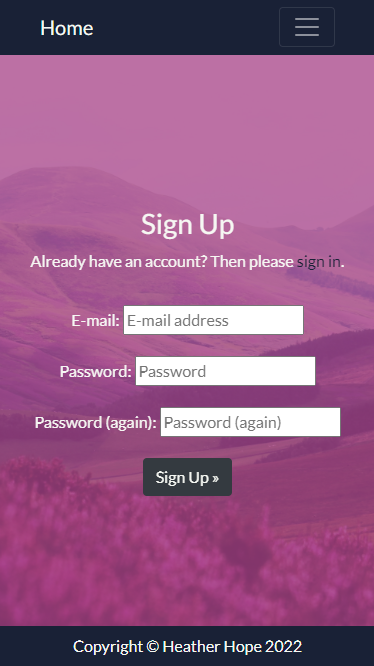 Home
Sign Up
Already have an account? Then please sign in.
E-mail: E-mail address
Password: Password
Password (again): Password (again)
Sign Up »
Copyright © Heather Hope 2022